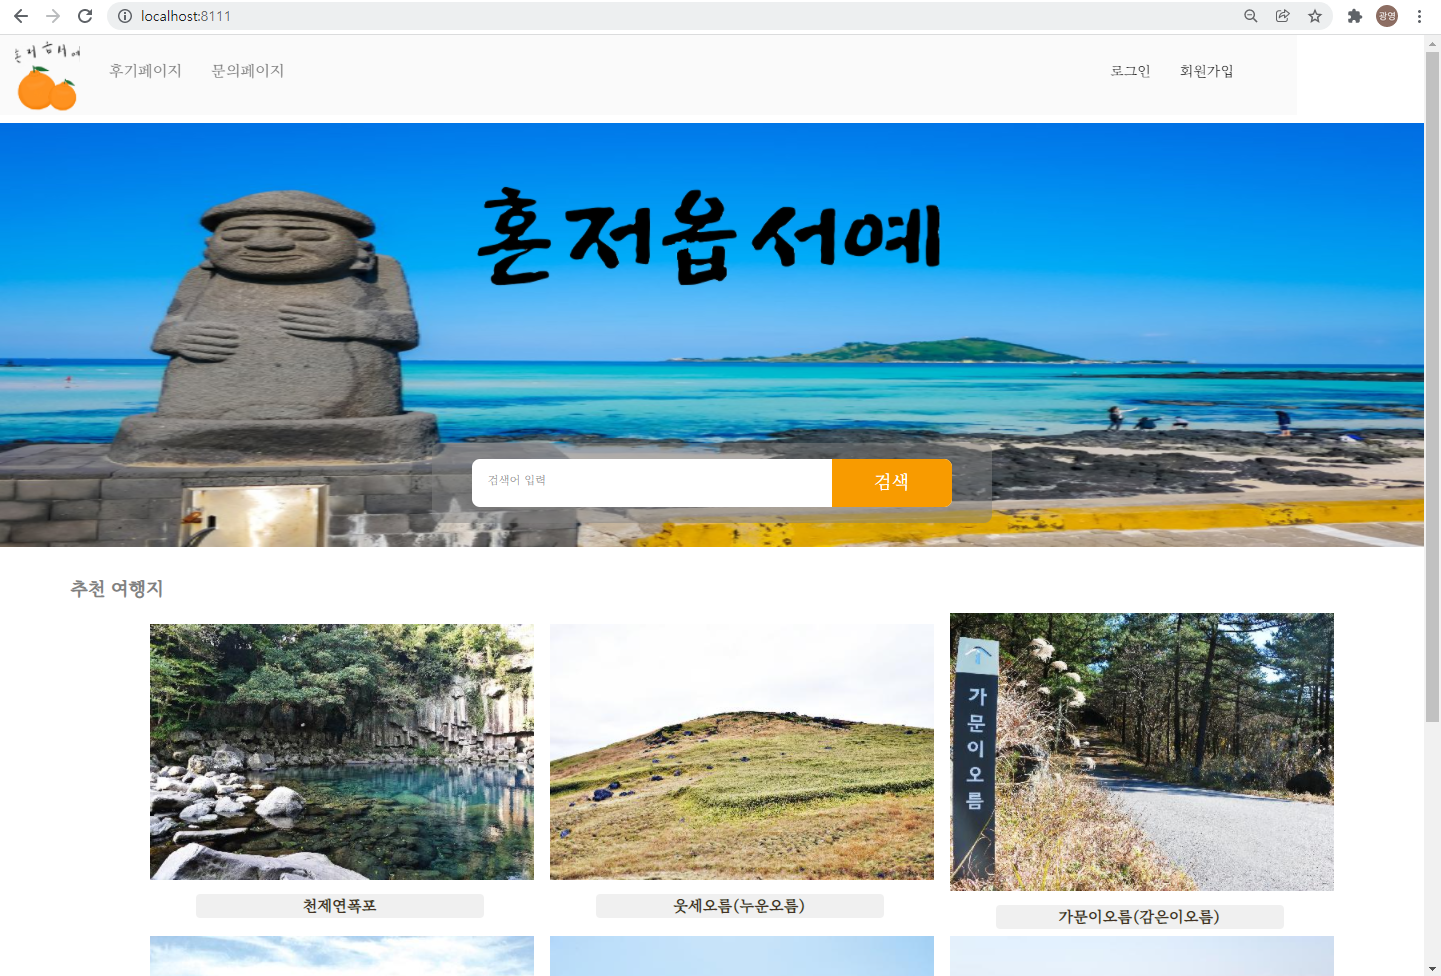 localhost:8111
광영
혼저옵서예
후기페이지 문의페이지 로그인 회원가입
혼저옵서예
검색어 입력 검색
추천 여행지
가문이오름
천제연폭포 웃세오름(누운오름) 가문이오름(감은이오름)